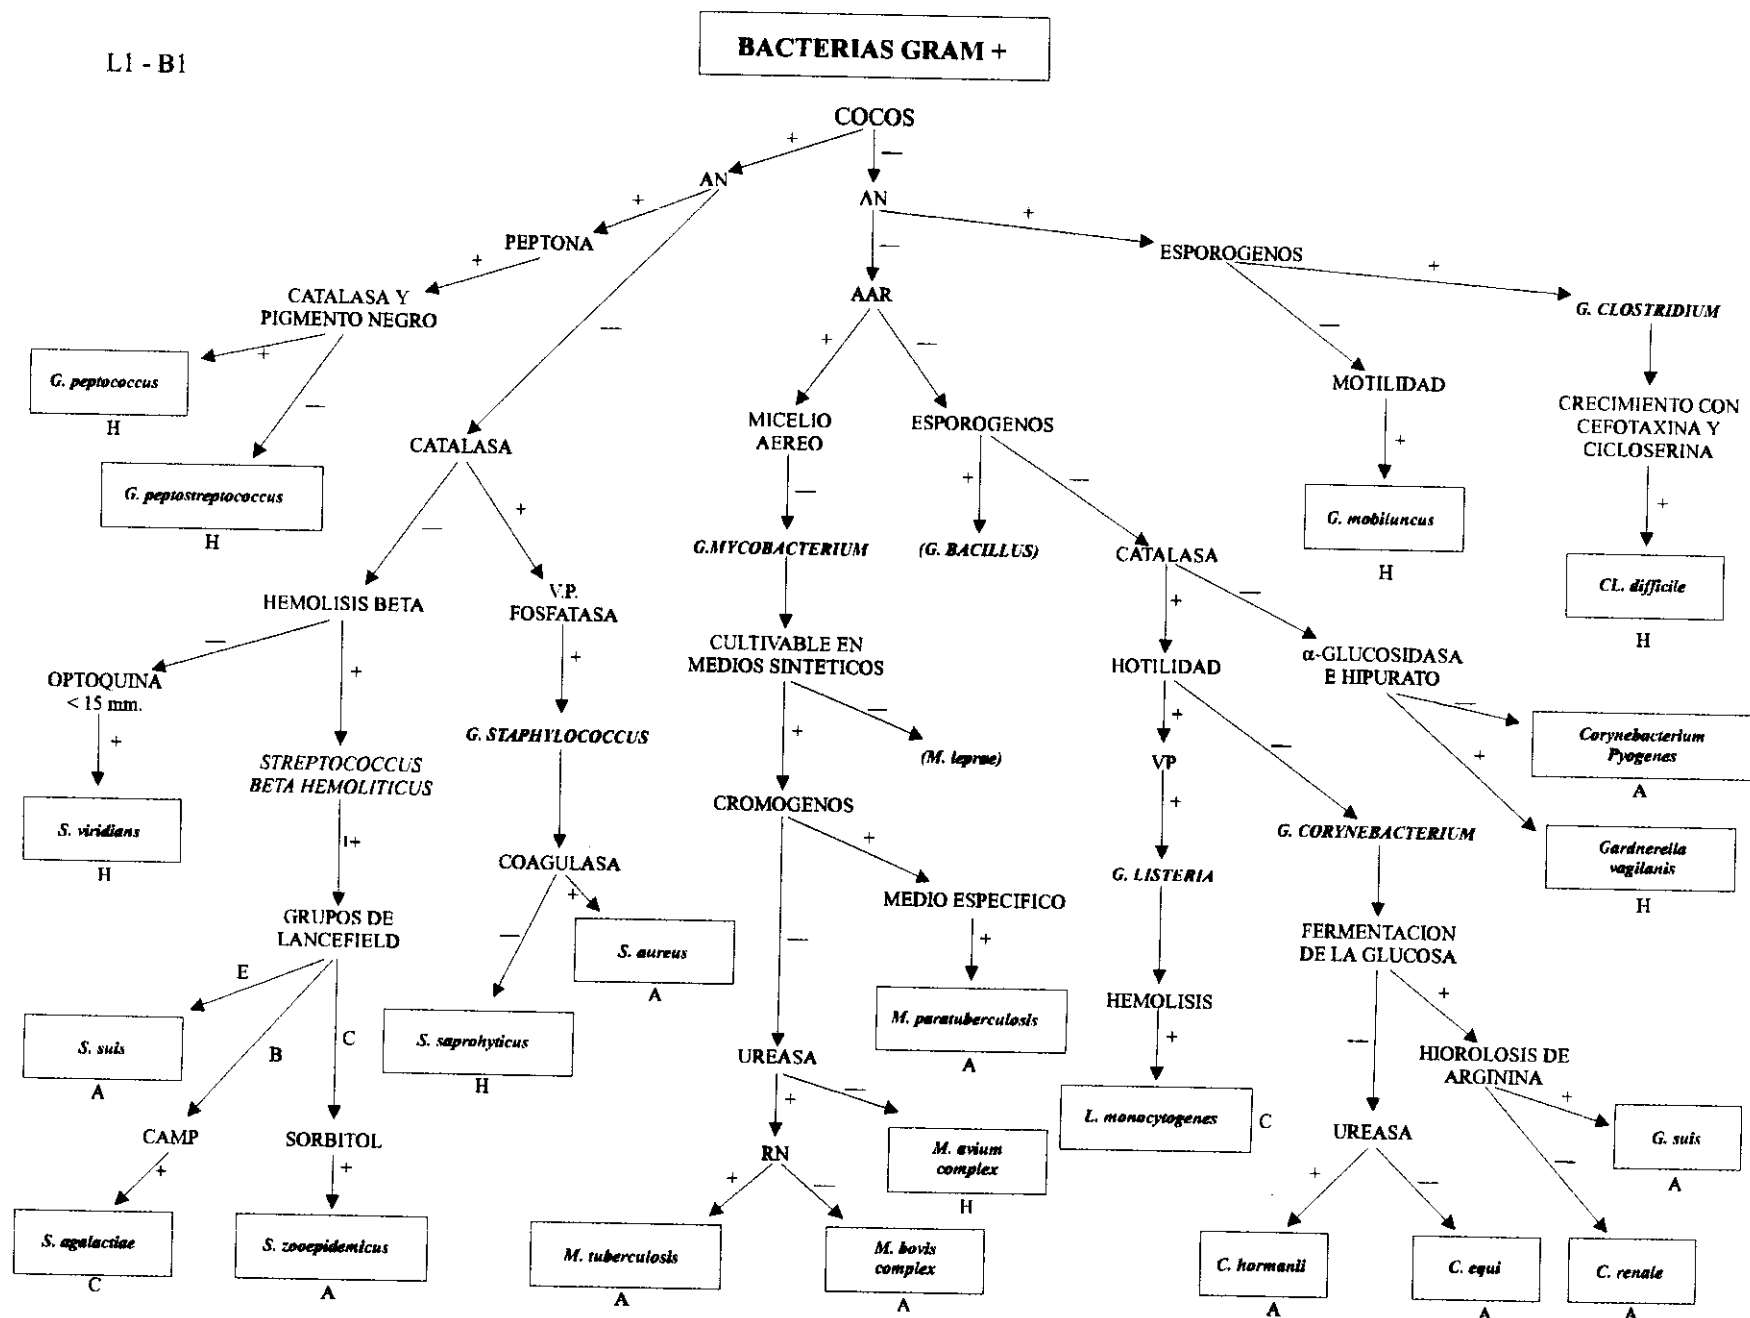 L1 - B1
BACTERIAS GRAM +
COCOS
+
—
AN
AN
+
—
+
—
PEPTONA
ESPOROGENOS
+
+
—
CATALASA Y
PIGMENTO NEGRO
AAR
G. CLOSTRIDIUM
+
—
+
—
G. peptococcus
H
MOTILIDAD
+
CRECIMIENTO CON
CEFOTAXINA Y
CICLOSERINA
+
MICELIO
AEREO
—
ESPOROGENOS
+
—
CATALASA
—
+
G. peptostreptococcus
H
G. mobiluncus
H
G.MYCOBACTERIUM
(G. BACILLUS)
CATALASA
+
—
CL. difficile
H
HEMOLISIS BETA
—
+
V.P.
FOSFATASA
+
CULTIVABLE EN
MEDIOS SINTETICOS
+
—
HOTILIDAD
+
—
α-GLUCOSIDASA
E HIPURATO
—
+
OPTOQUINA
< 15 mm.
+
G. STAPHYLOCOCCUS
(M. leprae)
VP
+
Corynebacterium
Pyogenes
A
STREPTOCOCCUS
BETA HEMOLITICUS
1+
CROMOGENOS
—
+
S. viridians
H
G. CORYNEBACTERIUM
Gardnerella
vagilanis
H
COAGULASA
—
+
G. LISTERIA
MEDIO ESPECIFICO
+
GRUPOS DE
LANCEFIELD
E
B
C
S. aureus
A
FERMENTACION
DE LA GLUCOSA
—
+
HEMOLISIS
+
M. paratuberculosis
A
S. suis
A
S. saprohyticus
H
UREASA
+
—
HIOROLOSIS DE
ARGININA
+
—
L. monocytogenes
C
CAMP
+
SORBITOL
+
RN
+
—
M. avium
complex
H
UREASA
+
—
G. suis
A
S. agalactiae
C
S. zooepidemicus
A
M. tuberculosis
A
M. bovis
complex
A
C. hormanii
A
C. equi
A
C. renale
A